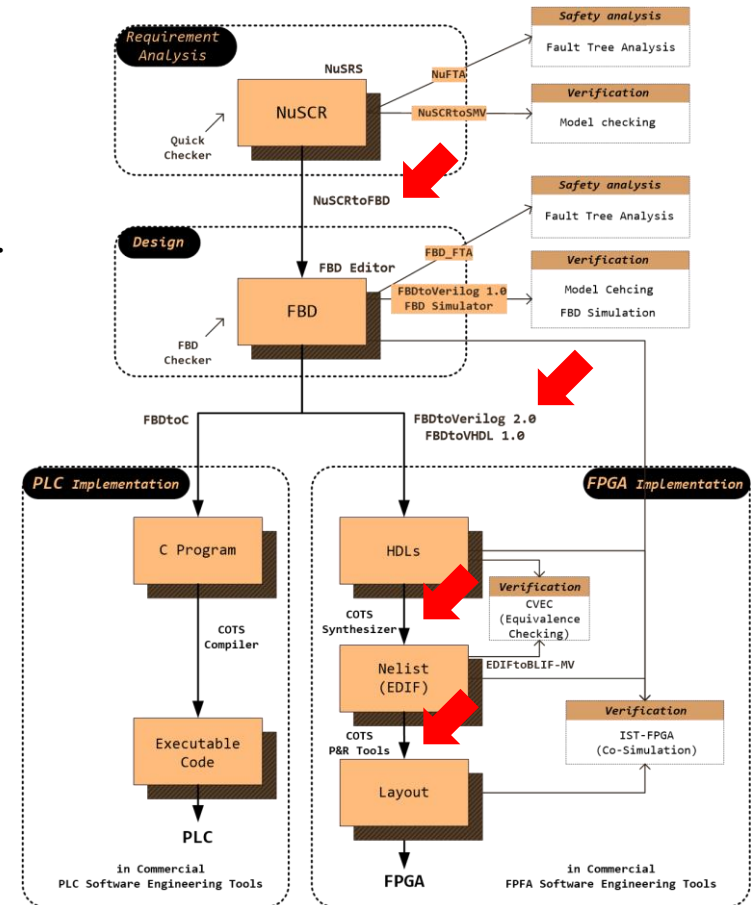 Requirement
Analysis
NuSRS
NuSCR
Quick
Checker
NuFTA
NuSCRtoSMV
Safety analysis
Fault Tree Analysis
Verification
Model checking
NuSCRtoFBD
Design
FBD Editor
FBD
FBD
Checker
FBD_FTA
FBDtoVerilog 1.0
FBD Simulator
Safety analysis
Fault Tree Analysis
Verification
Model Cehcing
FBD Simulation
FBDtoC
FBDtoVerilog 2.0
FBDtoVHDL 1.0
PLC Implementation
C Program
COTS
Compiler
Executable
Code
PLC
in Commercial
PLC Software Engineering Tools
FPGA Implementation
HDLs
COTS
Synthesizer
Verification
CVEC
(Equivalence
Checking)
EDIFtoBLIF-MV
Nelist
(EDIF)
COTS
P&R Tools
Verification
IST-FPGA
(Co-Simulation)
Layout
FPGA
in Commercial
FPFA Software Engineering Tools